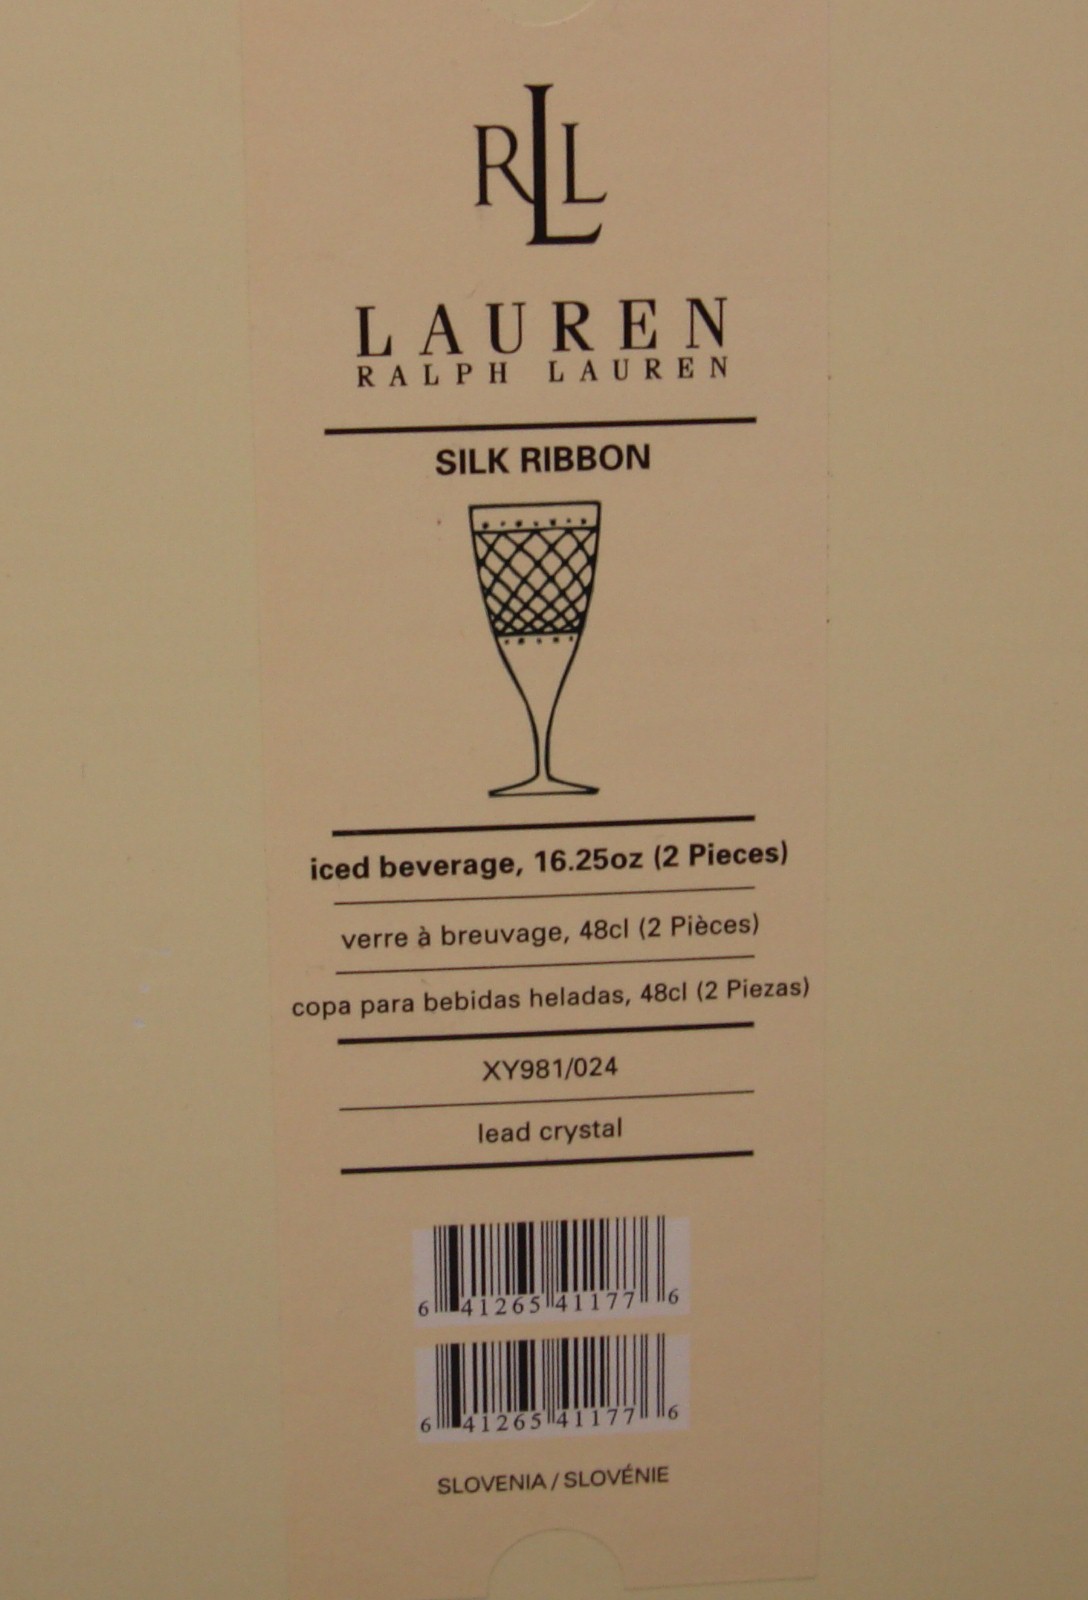 RLL
LAUREN
RALPH LAUREN
SILK RIBBON
iced beverage, 16.25oz (2 Pieces)
verre à breuvage, 48cl (2 Pièces)
copa para bebidas heladas, 48cl (2 Piezas)
XY981/024
lead crystal
6 41265 41177 6
6 41265 41177 6
SLOVENIA / SLOVÉNIE